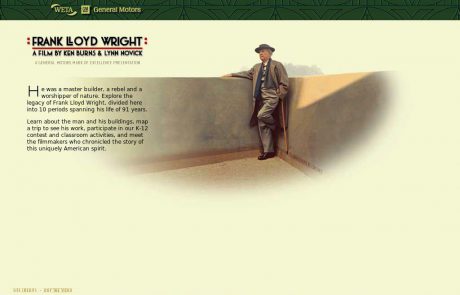 WETA GM General Motors
FRANK LLOYD WRIGHT
A FILM BY KEN BURNS & LYNN NOVICK
A GENERAL MOTORS MARK OF EXCELLENCE PRESENTATION
He was a master builder, a rebel and a
worshipper of nature. Explore the
legacy of Frank Lloyd Wright, divided here
into 10 periods spanning his life of 91 years.
Learn about the man and his buildings, map
a trip to see his work, participate in our K-12
contest and classroom activities, and meet
the filmmakers who chronicled the story of
this uniquely American spirit.
BUY THE VIDEO